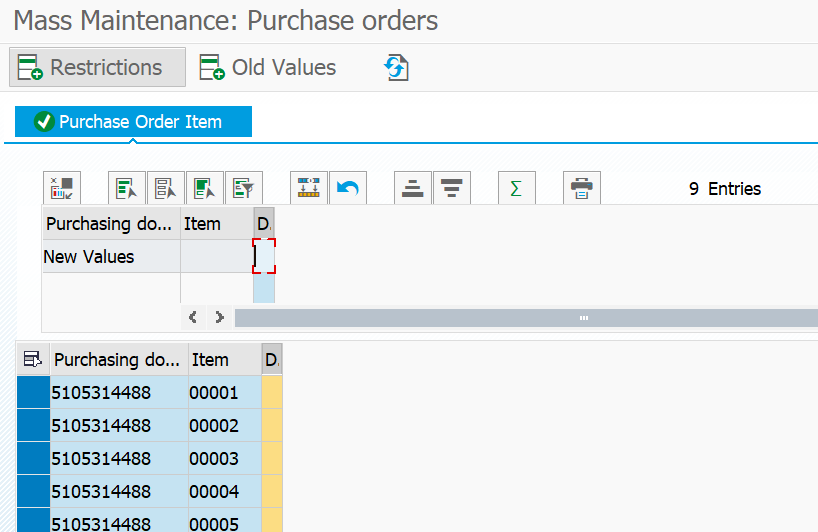 Mass Maintenance: Purchase orders
Restrictions Old Values
Purchase Order Item
9 Entries
Purchasing do... Item D.
New Values
Purchasing do... Item D.
5105314488 00001
5105314488 00002
5105314488 00003
5105314488 00004
5105314488 00005